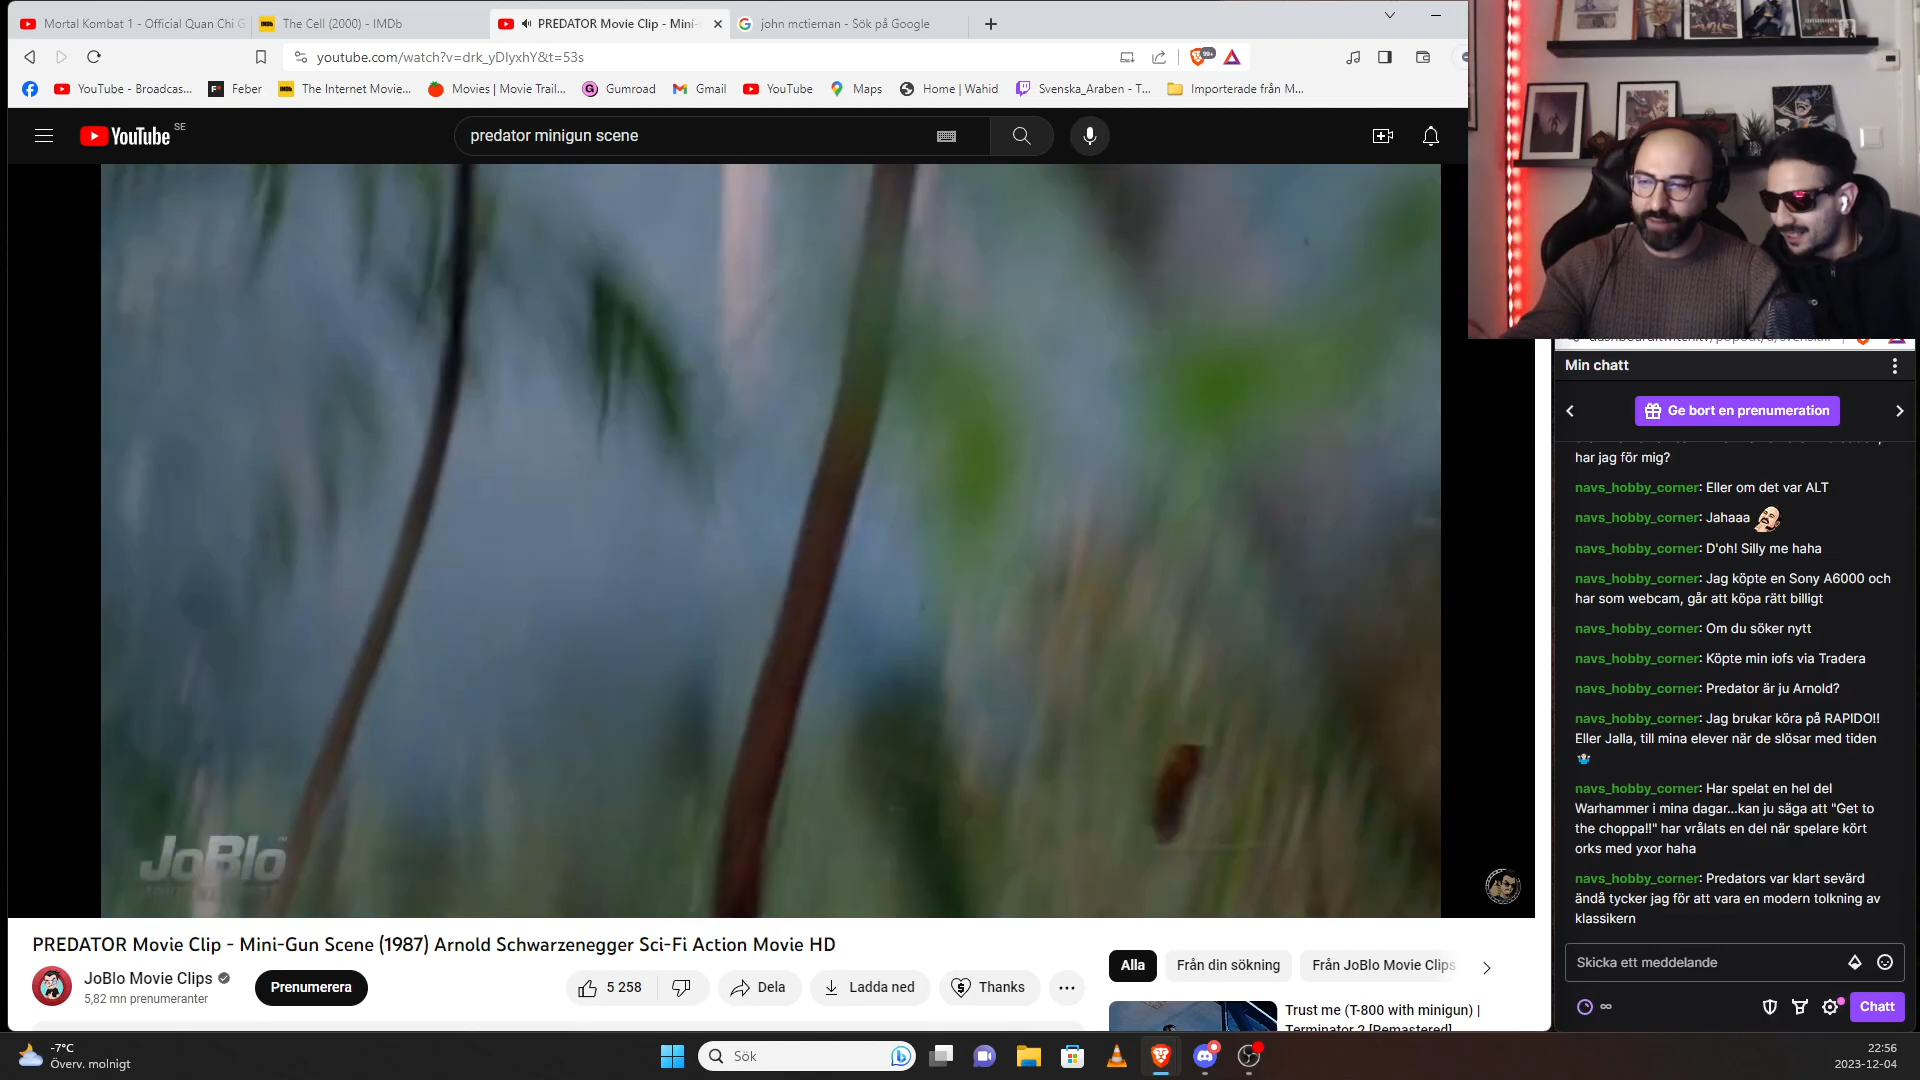 Mortal Kombat 1 - Official Quan Chi G
The Cell (2000) - IMDb
PREDATOR Movie Clip - Mini-
john mctiernan - Sök på Google
youtube.com/watch?v=drk_yDIyxhY&t=53s
99+
YouTube - Broadcas...
Feber
The Internet Movie...
Movies | Movie Trail...
Gumroad
Gmail
YouTube
Maps
Home | Wahid
Svenska_Araben - T...
Importerade från M...
YouTube SE
predator minigun scene
JoBlo
PREDATOR Movie Clip - Mini-Gun Scene (1987) Arnold Schwarzenegger Sci-Fi Action Movie HD
JoBlo Movie Clips
5,82 mn prenumeranter
Prenumerera
5 258
Dela
Ladda ned
Thanks
Alla
Från din sökning
Från JoBlo Movie Clips
Trust me (T-800 with minigun) |
Terminator 2 [Remastered]
Min chatt
Ge bort en prenumeration
har jag för mig?
navs_hobby_corner: Eller om det var ALT
navs_hobby_corner: Jahaaa
navs_hobby_corner: D'oh! Silly me haha
navs_hobby_corner: Jag köpte en Sony A6000 och
har som webcam, går att köpa rätt billigt
navs_hobby_corner: Om du söker nytt
navs_hobby_corner: Köpte min iofs via Tradera
navs_hobby_corner: Predator är ju Arnold?
navs_hobby_corner: Jag brukar köra på RAPIDO!!
Eller Jalla, till mina elever när de slösar med tiden
navs_hobby_corner: Har spelat en hel del
Warhammer i mina dagar...kan ju säga att "Get to
the choppa!!" har vrålats en del när spelare kört
orks med yxor haha
navs_hobby_corner: Predators var klart sevärd
ändå tycker jag för att vara en modern tolkning av
klassikern
Skicka ett meddelande
Chatt
-7°C
Överv. molnigt
Sök
22:56
2023-12-04